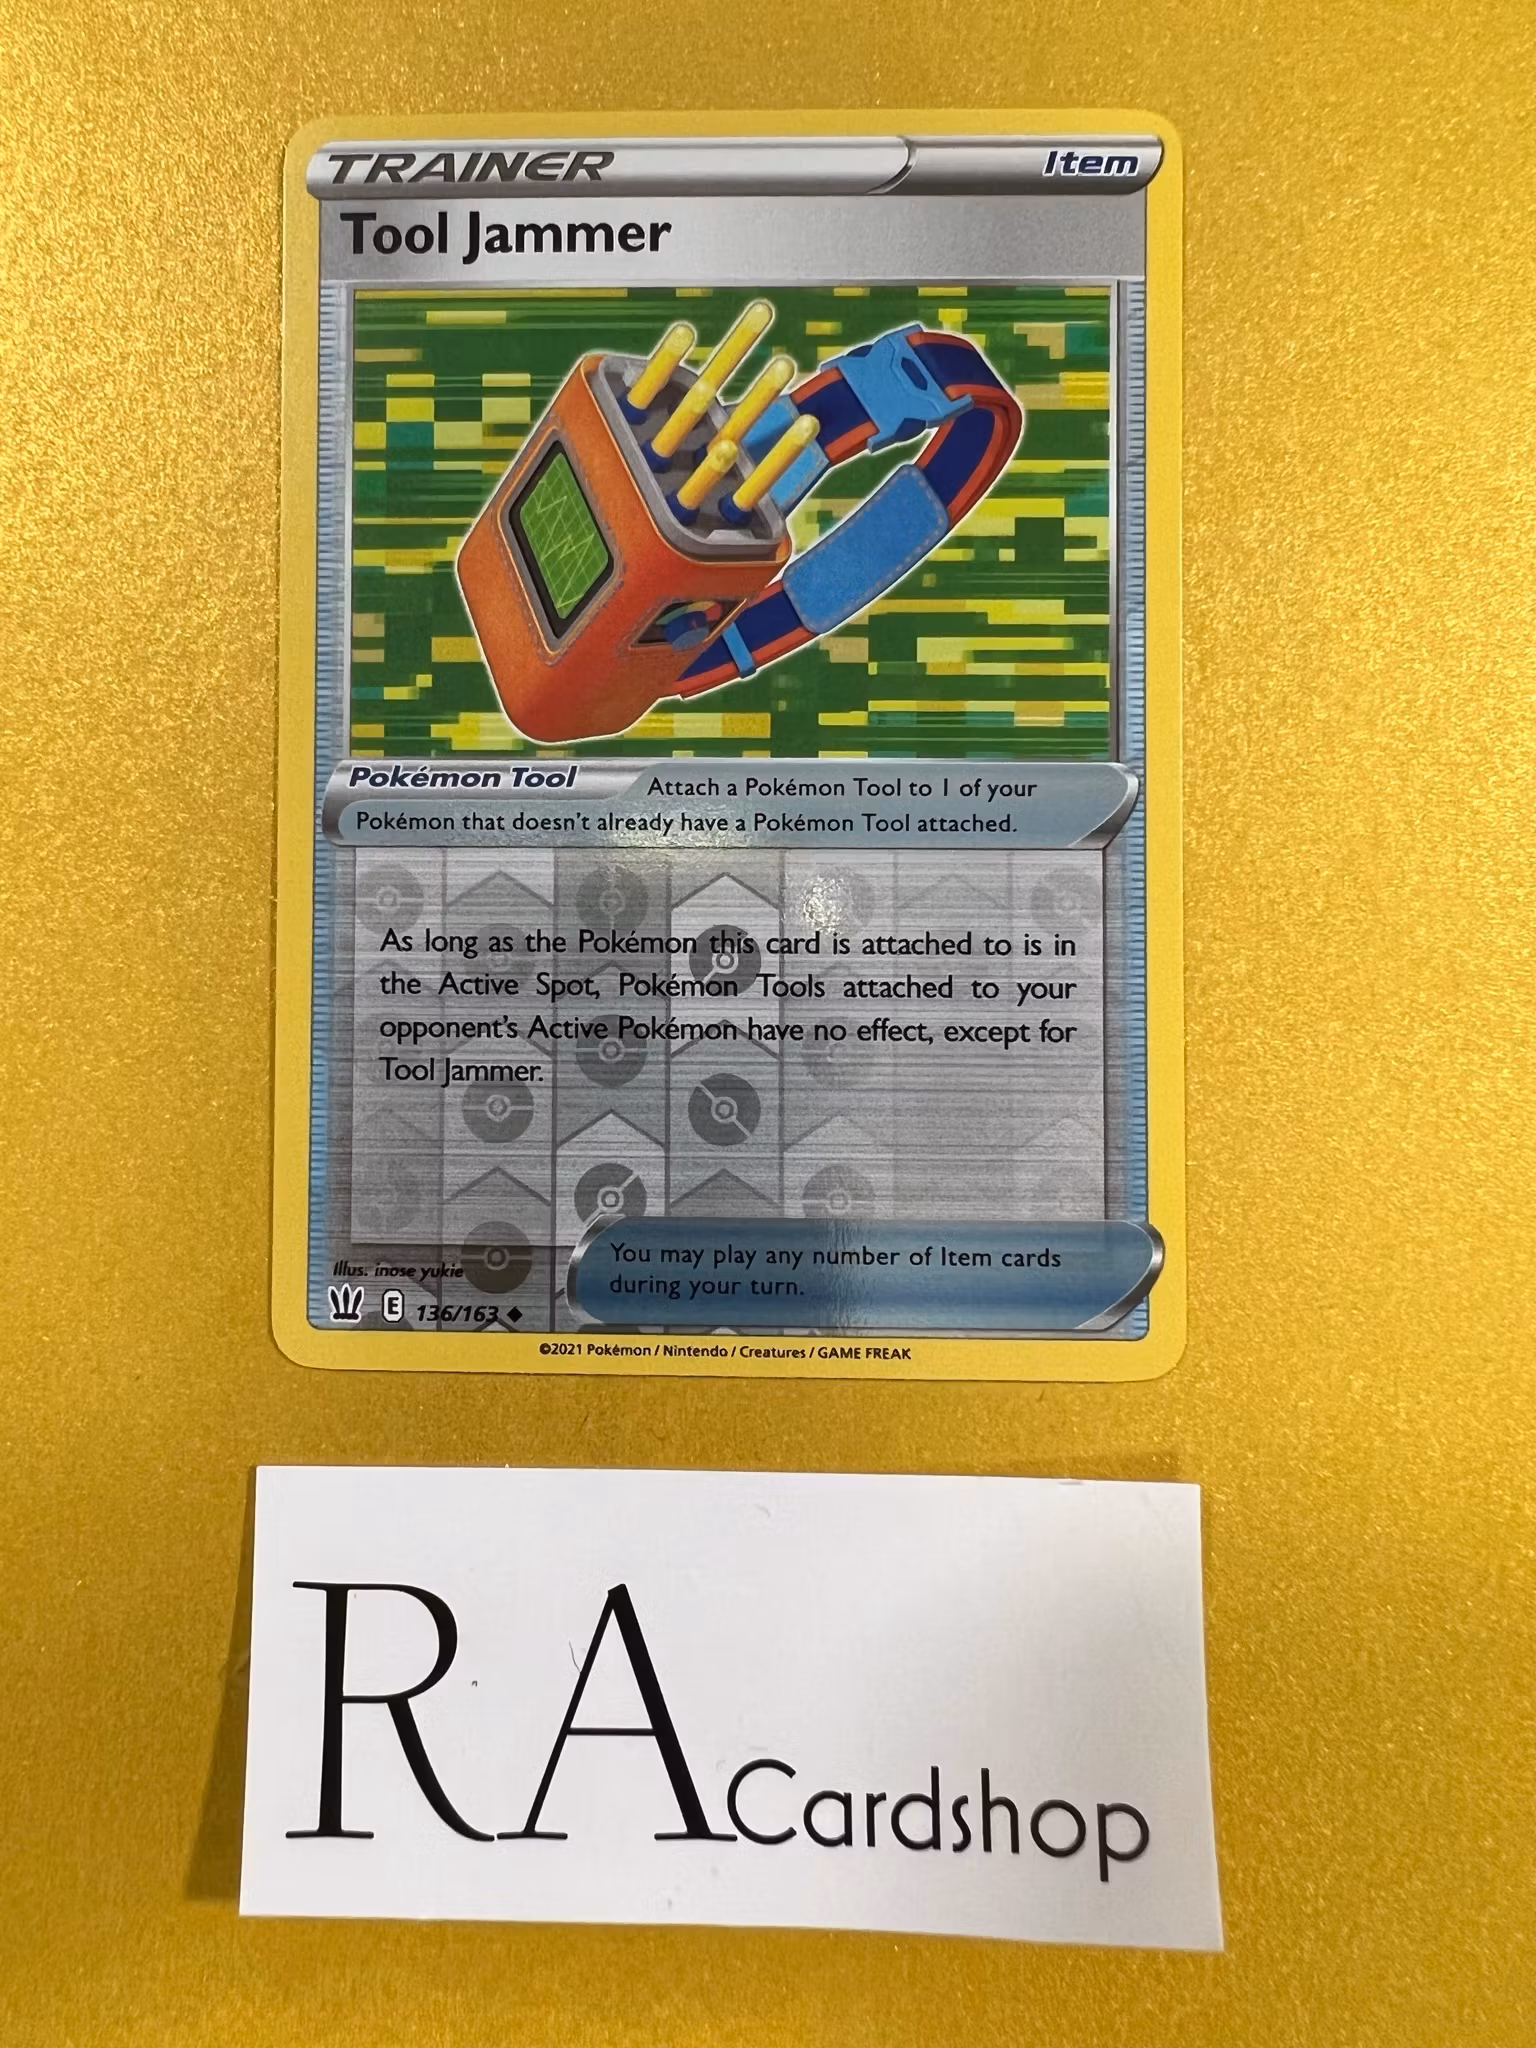 TRAINER
Item
Tool Jammer
Pokémon Tool
Attach a Pokémon Tool to 1 of your
Pokémon that doesn't already have a Pokémon Tool attached.
As long as the Pokémon this card is attached to is in
the Active Spot, Pokémon Tools attached to your
opponent's Active Pokémon have no effect, except for
Tool Jammer.
You may play any number of Item cards
during your turn.
Illus. inose yukie
E 136/163
©2021 Pokémon / Nintendo / Creatures / GAME FREAK
RACardshop